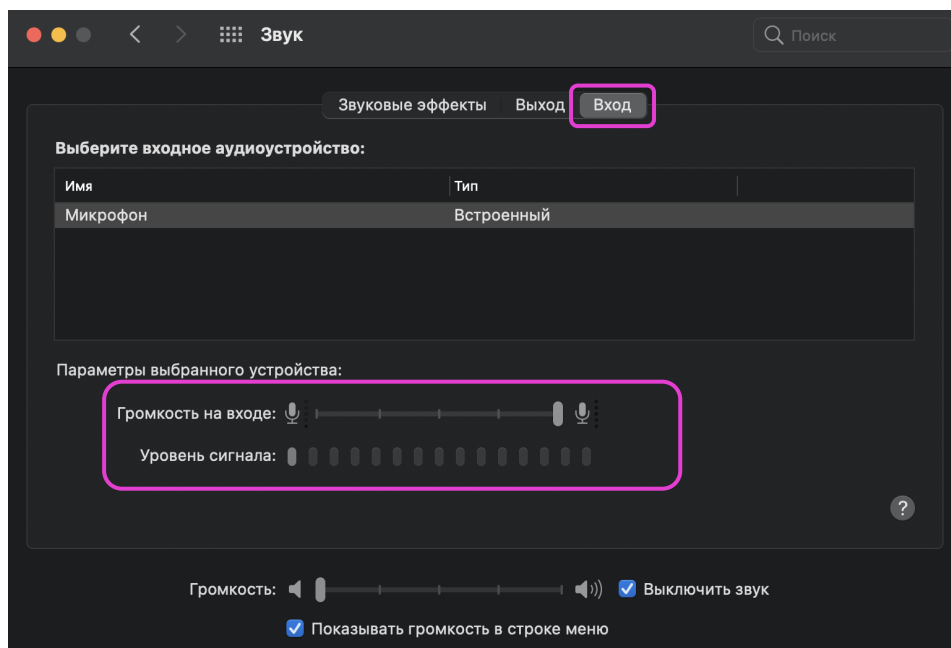 Звук
Поиск
Звуковые эффекты Выход Вход
Выберите входное аудиоустройство:
Имя Тип
Микрофон Встроенный
Параметры выбранного устройства:
Громкость на входе:
Уровень сигнала:
?
Громкость: Выключить звук
Показывать громкость в строке меню